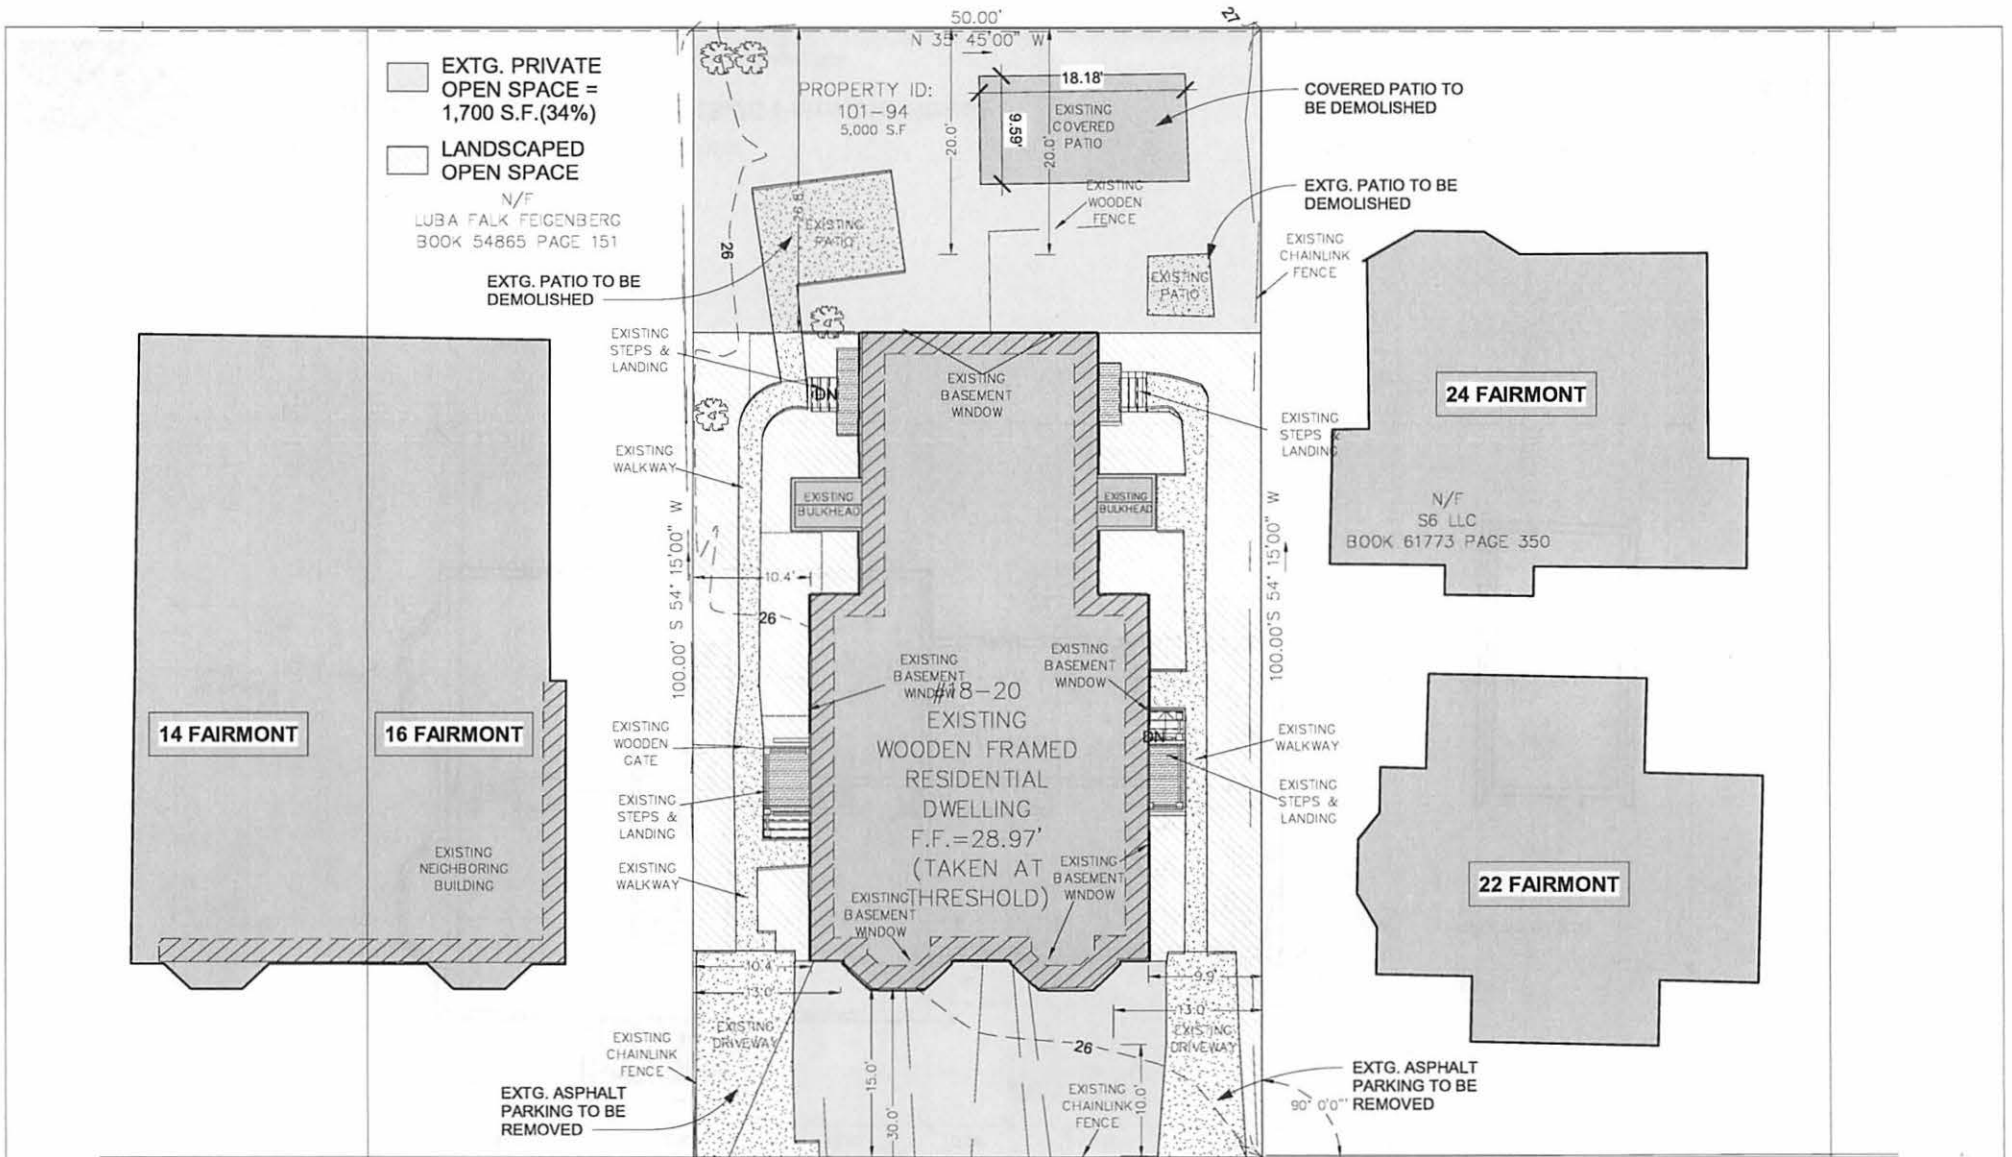 50.00'
N 35° 45'00" W
27
EXTG. PRIVATE
OPEN SPACE =
1,700 S.F.(34%)
LANDSCAPED
OPEN SPACE
N/F
LUBA FALK FEIGENBERG
BOOK 54865 PAGE 151
PROPERTY ID:
101-94
5,000 S.F
20.0'
20.0'
18.18'
9.59'
EXISTING
COVERED
PATIO
COVERED PATIO TO
BE DEMOLISHED
EXISTING
WOODEN
FENCE
EXTG. PATIO TO BE
DEMOLISHED
EXISTING
PATIO
26
EXTG. PATIO TO BE
DEMOLISHED
EXISTING
PATIO
EXISTING
CHAINLINK
FENCE
EXISTING
STEPS &
LANDING
DN
EXISTING
BASEMENT
WINDOW
EXISTING
STEPS &
LANDING
24 FAIRMONT
EXISTING
WALKWAY
EXISTING
BULKHEAD
EXISTING
BULKHEAD
N/F
S6 LLC
BOOK 61773 PAGE 350
100.00' S 54° 15'00" W
100.00' S 54° 15'00" W
10.4'
26
EXISTING
BASEMENT
WINDOW
EXISTING
BASEMENT
WINDOW
#18-20
EXISTING
WOODEN FRAMED
RESIDENTIAL
DWELLING
F.F.=28.97'
(TAKEN AT
THRESHOLD)
14 FAIRMONT
16 FAIRMONT
EXISTING
WOODEN
GATE
DN
EXISTING
WALKWAY
EXISTING
STEPS &
LANDING
EXISTING
STEPS &
LANDING
EXISTING
NEIGHBORING
BUILDING
EXISTING
WALKWAY
EXISTING
BASEMENT
WINDOW
EXISTING
BASEMENT
WINDOW
22 FAIRMONT
10.4'
13.0'
9.9'
13.0'
EXISTING
DRIVEWAY
EXISTING
DRIVEWAY
26
15.0'
30.0'
10.0'
EXISTING
CHAINLINK
FENCE
EXISTING
CHAINLINK
FENCE
EXTG. ASPHALT
PARKING TO BE
REMOVED
EXTG. ASPHALT
PARKING TO BE
REMOVED
90° 0'0"